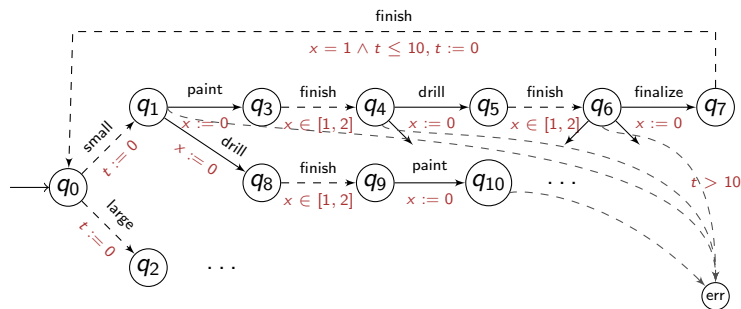 finish
x = 1 ∧ t ≤ 10, t := 0
q1 paint x := 0 q3 finish x ∈ [1, 2] q4 drill x := 0 q5 finish x ∈ [1, 2] q6 finalize x := 0 q7
small t := 0
drill x := 0
q0
q8 finish x ∈ [1, 2] q9 paint x := 0 q10 · · ·
t > 10
large t := 0
q2 · · ·
err